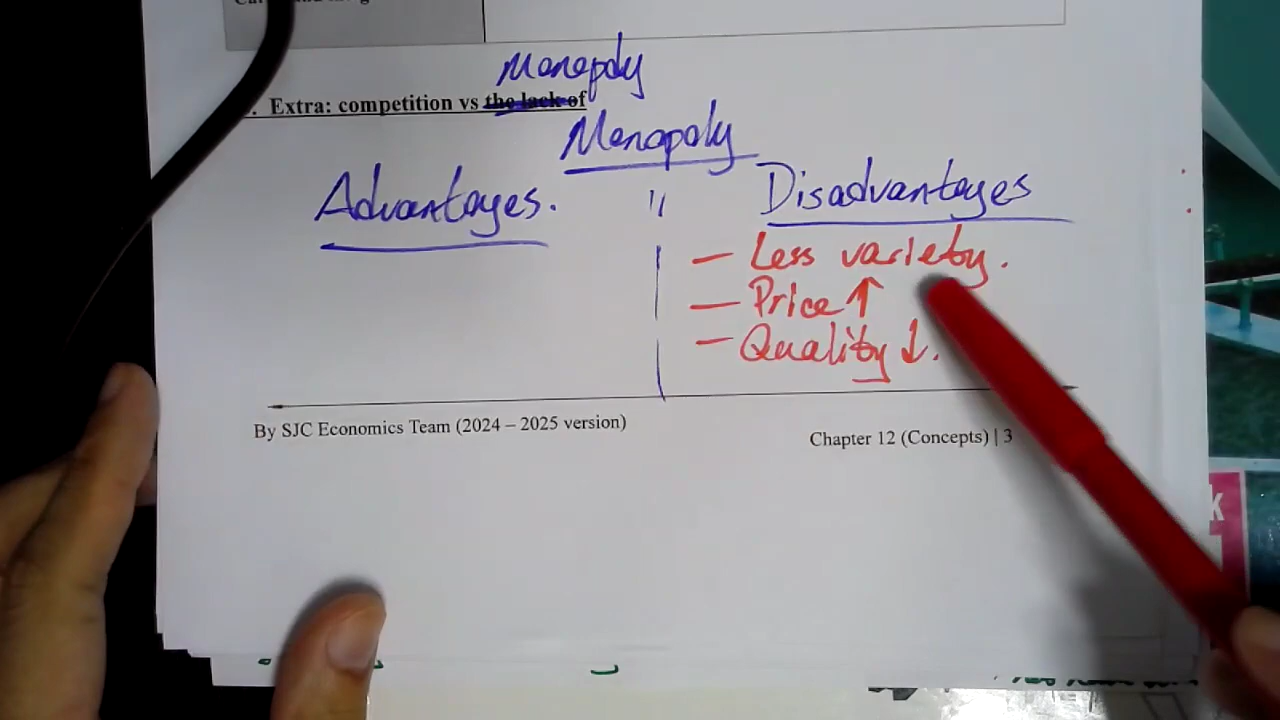 Monopoly
. Extra: competition vs the lack of
Monopoly
Advantages.
Disadvantages
— Less variety.
— Price ↑
— Quality ↓.
By SJC Economics Team (2024 – 2025 version)
Chapter 12 (Concepts) | 3
k